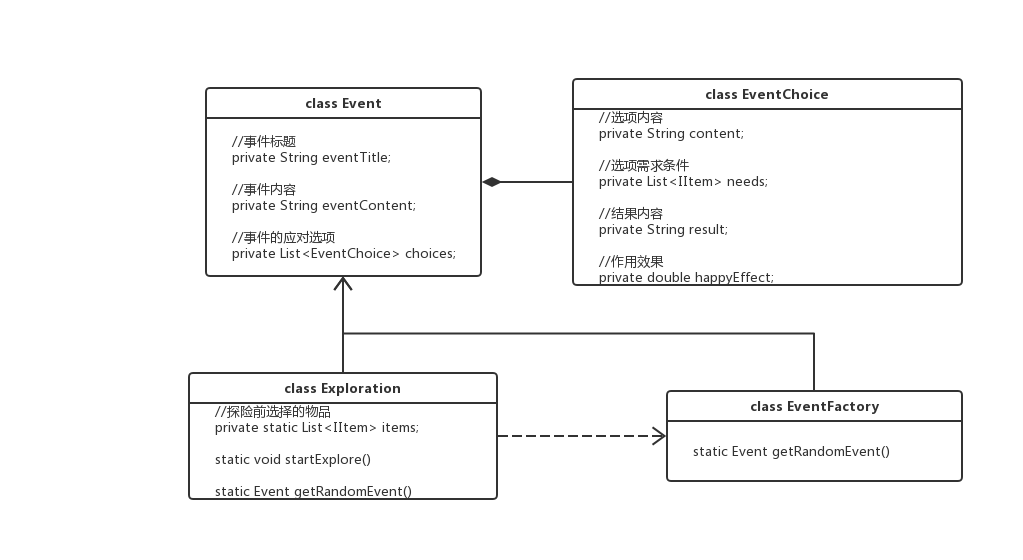 class Event
//事件标题
private String eventTitle;
//事件内容
private String eventContent;
//事件的应对选项
private List<EventChoice> choices;
class EventChoice
//选项内容
private String content;
//选项需求条件
private List<IItem> needs;
//结果内容
private String result;
//作用效果
private double happyEffect;
class Exploration
//探险前选择的物品
private static List<IItem> items;
static void startExplore()
static Event getRandomEvent()
class EventFactory
static Event getRandomEvent()